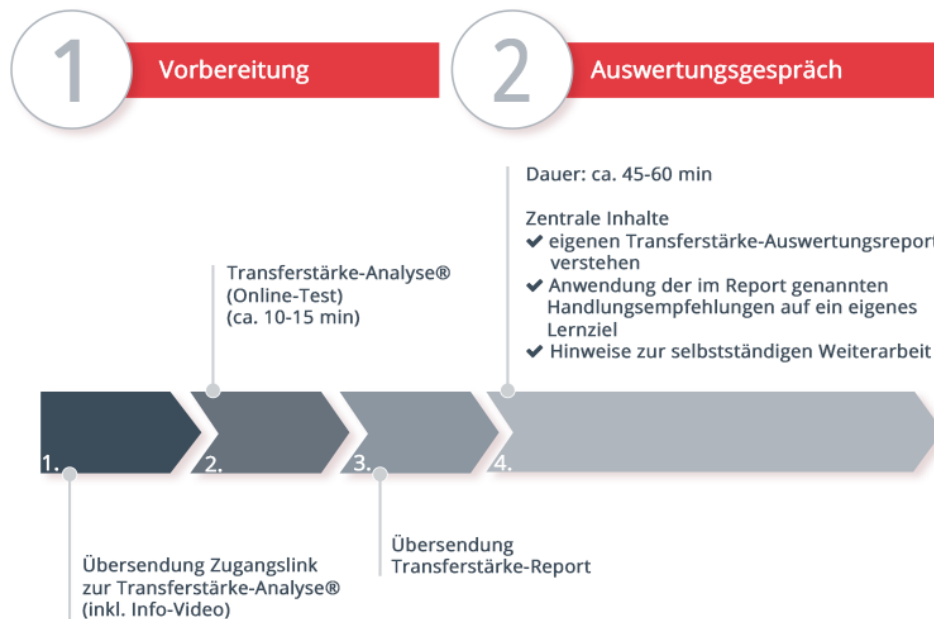 1
Vorbereitung
2
Auswertungsgespräch
Dauer: ca. 45-60 min
Zentrale Inhalte
✔ eigenen Transferstärke-Auswertungsreport
verstehen
✔ Anwendung der im Report genannten
Handlungsempfehlungen auf ein eigenes
Lernziel
✔ Hinweise zur selbstständigen Weiterarbeit
Transferstärke-Analyse®
(Online-Test)
(ca. 10-15 min)
1.
2.
3.
4.
Übersendung Zugangslink
zur Transferstärke-Analyse®
(inkl. Info-Video)
Übersendung
Transferstärke-Report